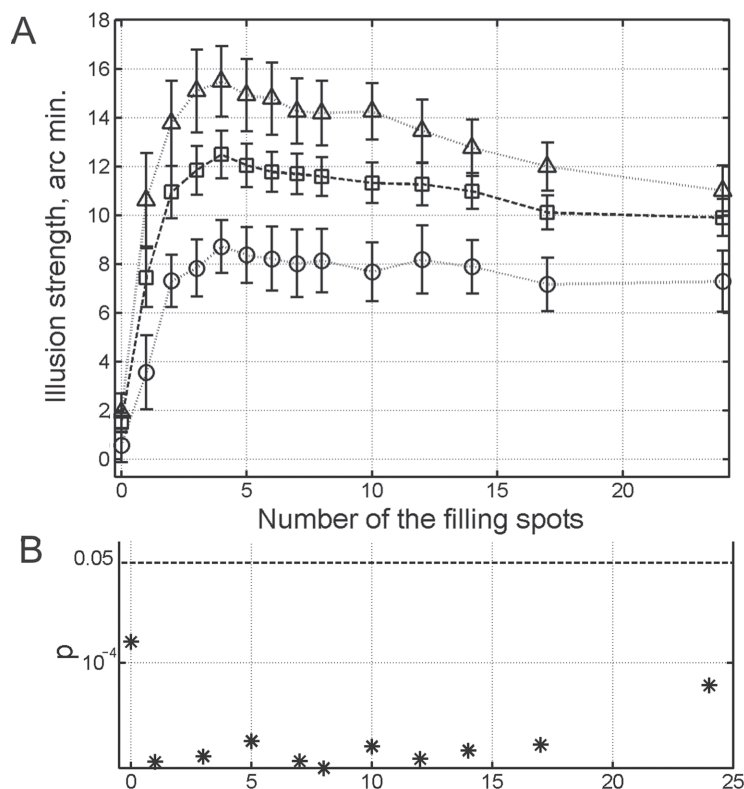 A
Illusion strength, arc min.
18
16
14
12
10
8
6
4
2
0
0 5 10 15 20
Number of the filling spots
B
p
0.05
10⁻⁴
0 5 10 15 20 25